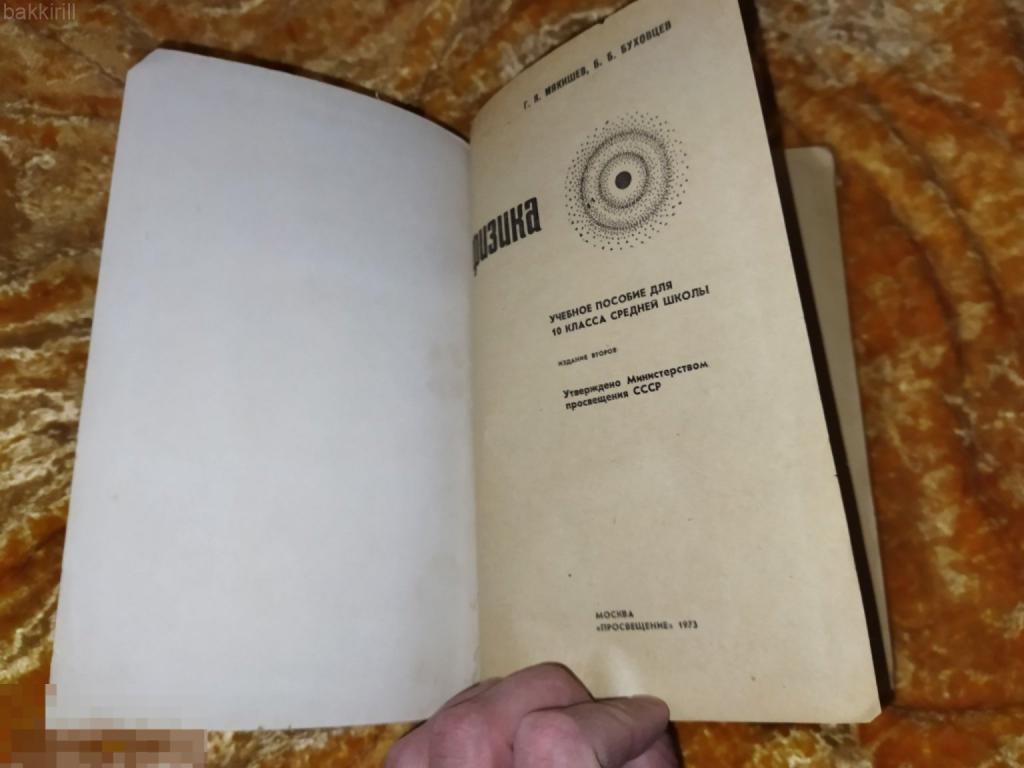 bakkirill
Г. Я. МЯКИШЕВ, Б. Б. БУХОВЦЕВ
физика
УЧЕБНОЕ ПОСОБИЕ ДЛЯ
10 КЛАССА СРЕДНЕЙ ШКОЛЫ
ИЗДАНИЕ ВТОРОЕ
Утверждено Министерством
просвещения СССР
МОСКВА
«ПРОСВЕЩЕНИЕ» 1973